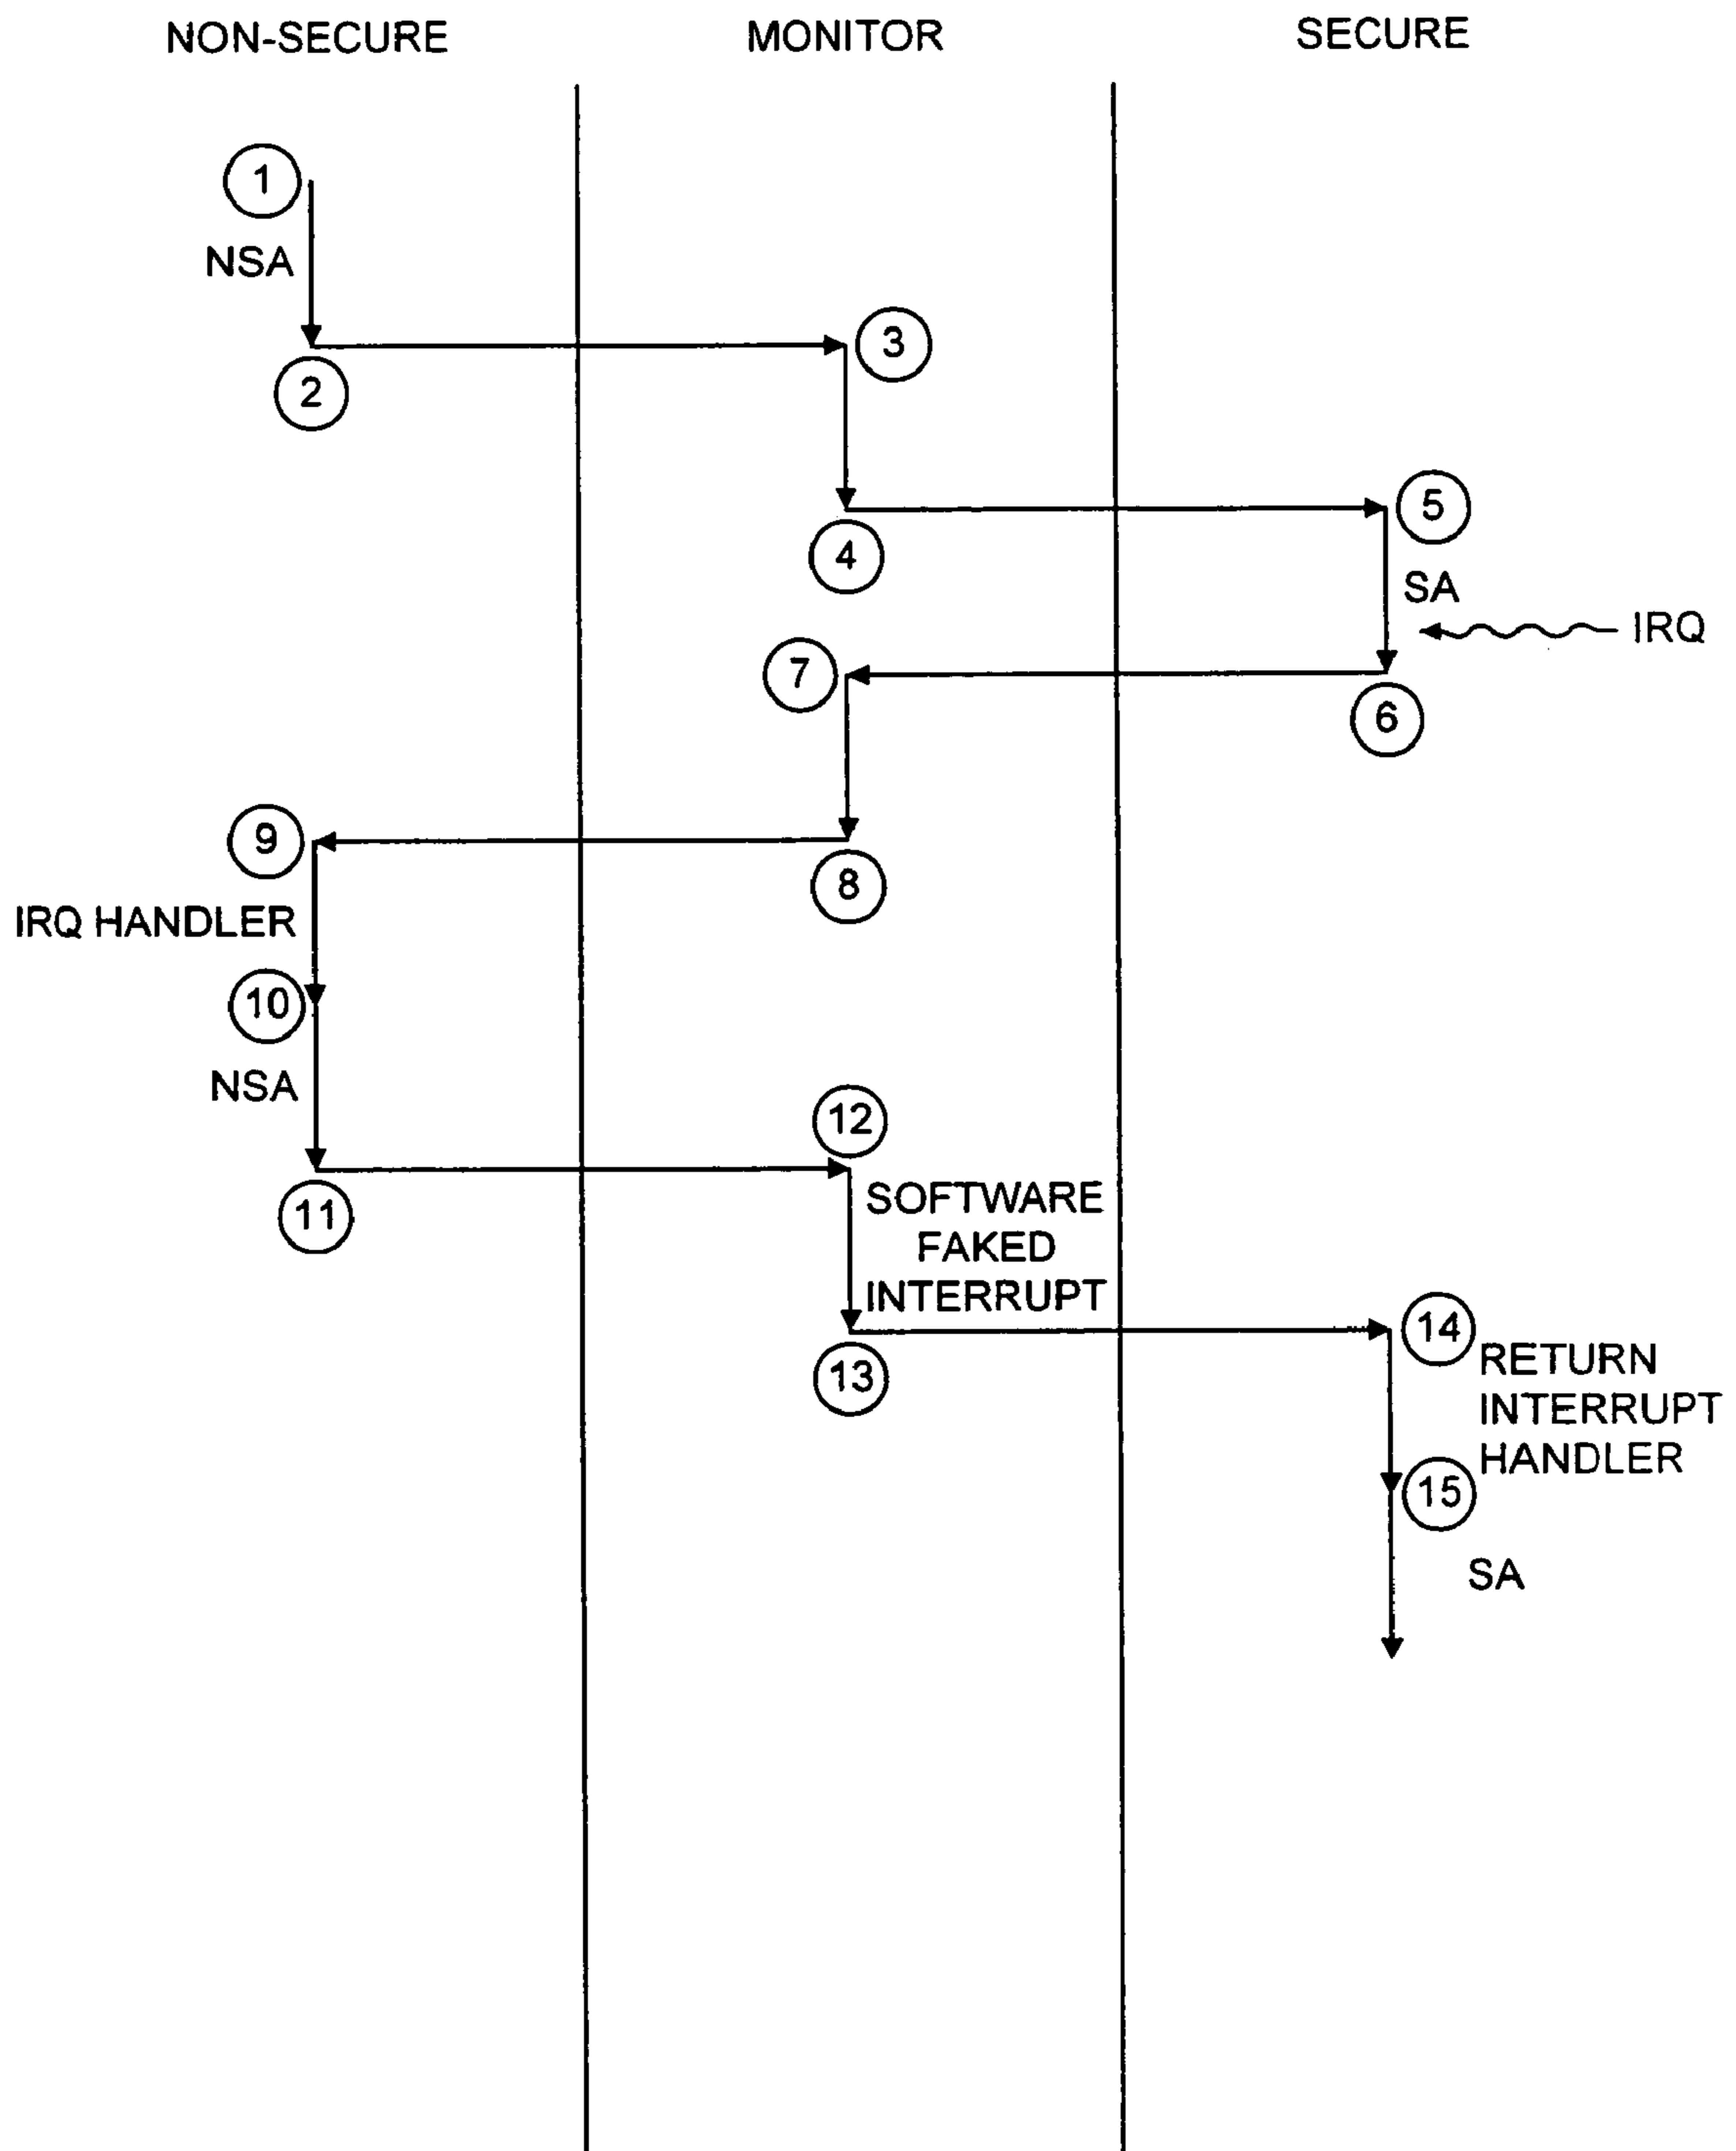 NON-SECURE
MONITOR
SECURE
1
NSA
2
3
4
5
SA
IRQ
6
7
8
9
IRQ HANDLER
10
NSA
11
12
SOFTWARE
FAKED
INTERRUPT
13
14
RETURN
INTERRUPT
HANDLER
15
SA